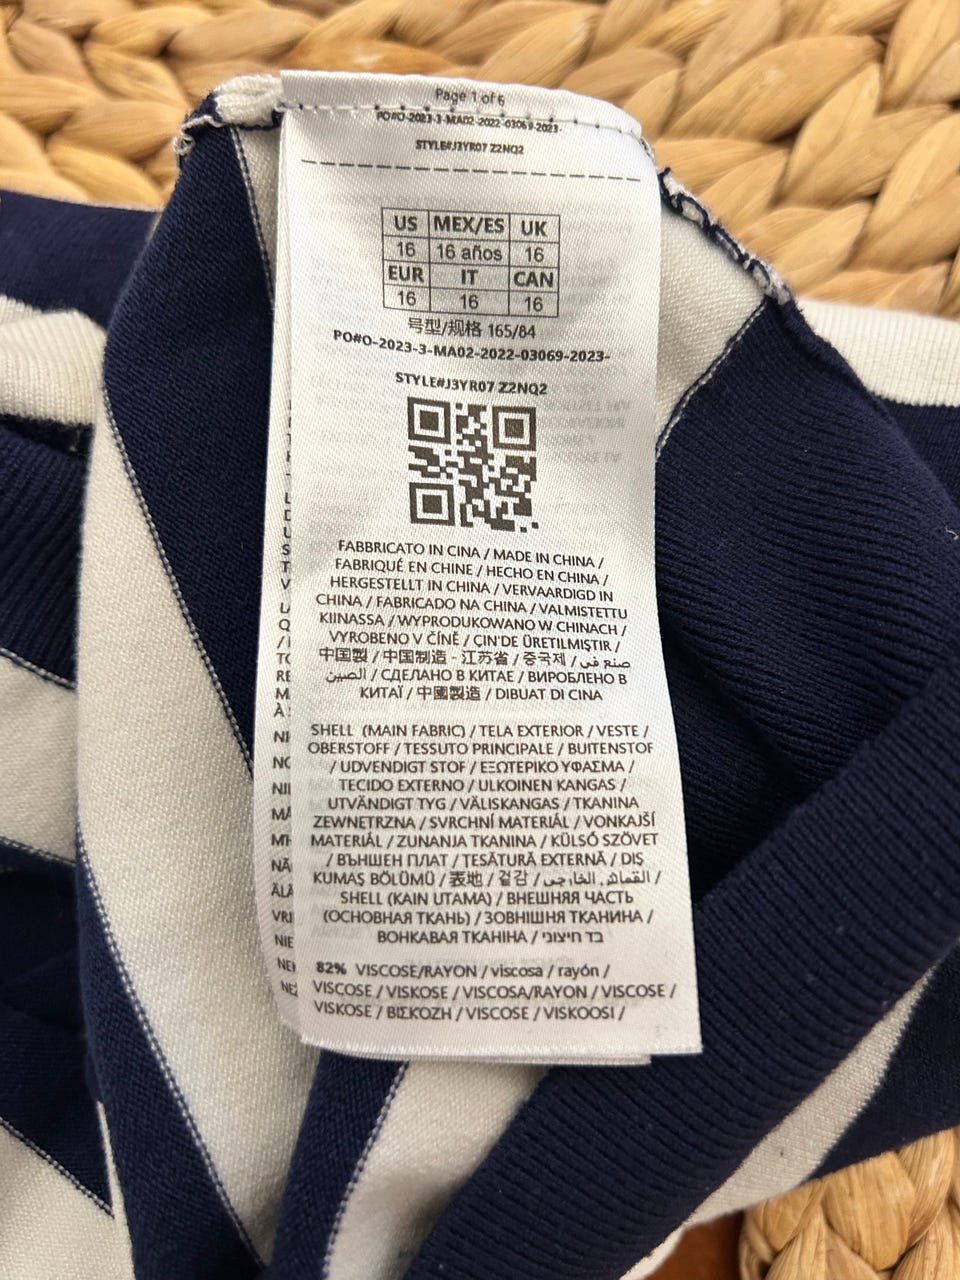 Page 1 of 6
PO#O-2023-3-MA02-2022-03069-2023-
STYLE#J3YR07 Z2NQ2
US MEX/ES UK
16 16 años 16
EUR IT CAN
16 16 16
号型/规格 165/84
PO#O-2023-3-MA02-2022-03069-2023-
STYLE#J3YR07 Z2NQ2
FABBRICATO IN CINA / MADE IN CHINA /
FABRIQUÉ EN CHINE / HECHO EN CHINA /
HERGESTELLT IN CHINA / VERVAARDIGD IN
CHINA / FABRICADO NA CHINA / VALMISTETTU
KIINASSA / WYPRODUKOWANO W CHINACH /
VYROBENO V ČÍNĚ / ÇIN'DE ÜRETILMIŞTIR /
中国製 / 中国制造 - 江苏省 / 중국제 / صنع في
الصين / СДЕЛАНО В КИТАЕ / ВИРОБЛЕНО В
КИТАЇ / 中國製造 / DIBUAT DI CINA
SHELL (MAIN FABRIC) / TELA EXTERIOR / VESTE /
OBERSTOFF / TESSUTO PRINCIPALE / BUITENSTOF
/ UDVENDIGT STOF / ΕΞΩΤΕΡΙΚΟ ΥΦΑΣΜΑ /
TECIDO EXTERNO / ULKOINEN KANGAS /
UTVÄNDIGT TYG / VÄLISKANGAS / TKANINA
ZEWNĘTRZNA / SVRCHNÍ MATERIÁL / VONKAJŠÍ
MATERIÁL / ZUNANJA TKANINA / KÜLSŐ SZÖVET
/ ВЪНШЕН ПЛАТ / ȚESĂTURĂ EXTERNĂ / DIŞ
KUMAŞ BÖLÜMÜ / 表地 / 겉감 / القماش الخارجي /
SHELL (KAIN UTAMA) / ВНЕШНЯЯ ЧАСТЬ
(ОСНОВНАЯ ТКАНЬ) / ЗОВНІШНЯ ТКАНИНА /
ВОНКАВАЯ ТКАНІНА / בד חיצוני
82% VISCOSE/RAYON / viscosa / rayón /
VISCOSE / VISKOSE / VISCOSA/RAYON / VISCOSE /
VISKOSE / ΒΙΣΚΟΖΗ / VISCOSE / VISKOOSI /